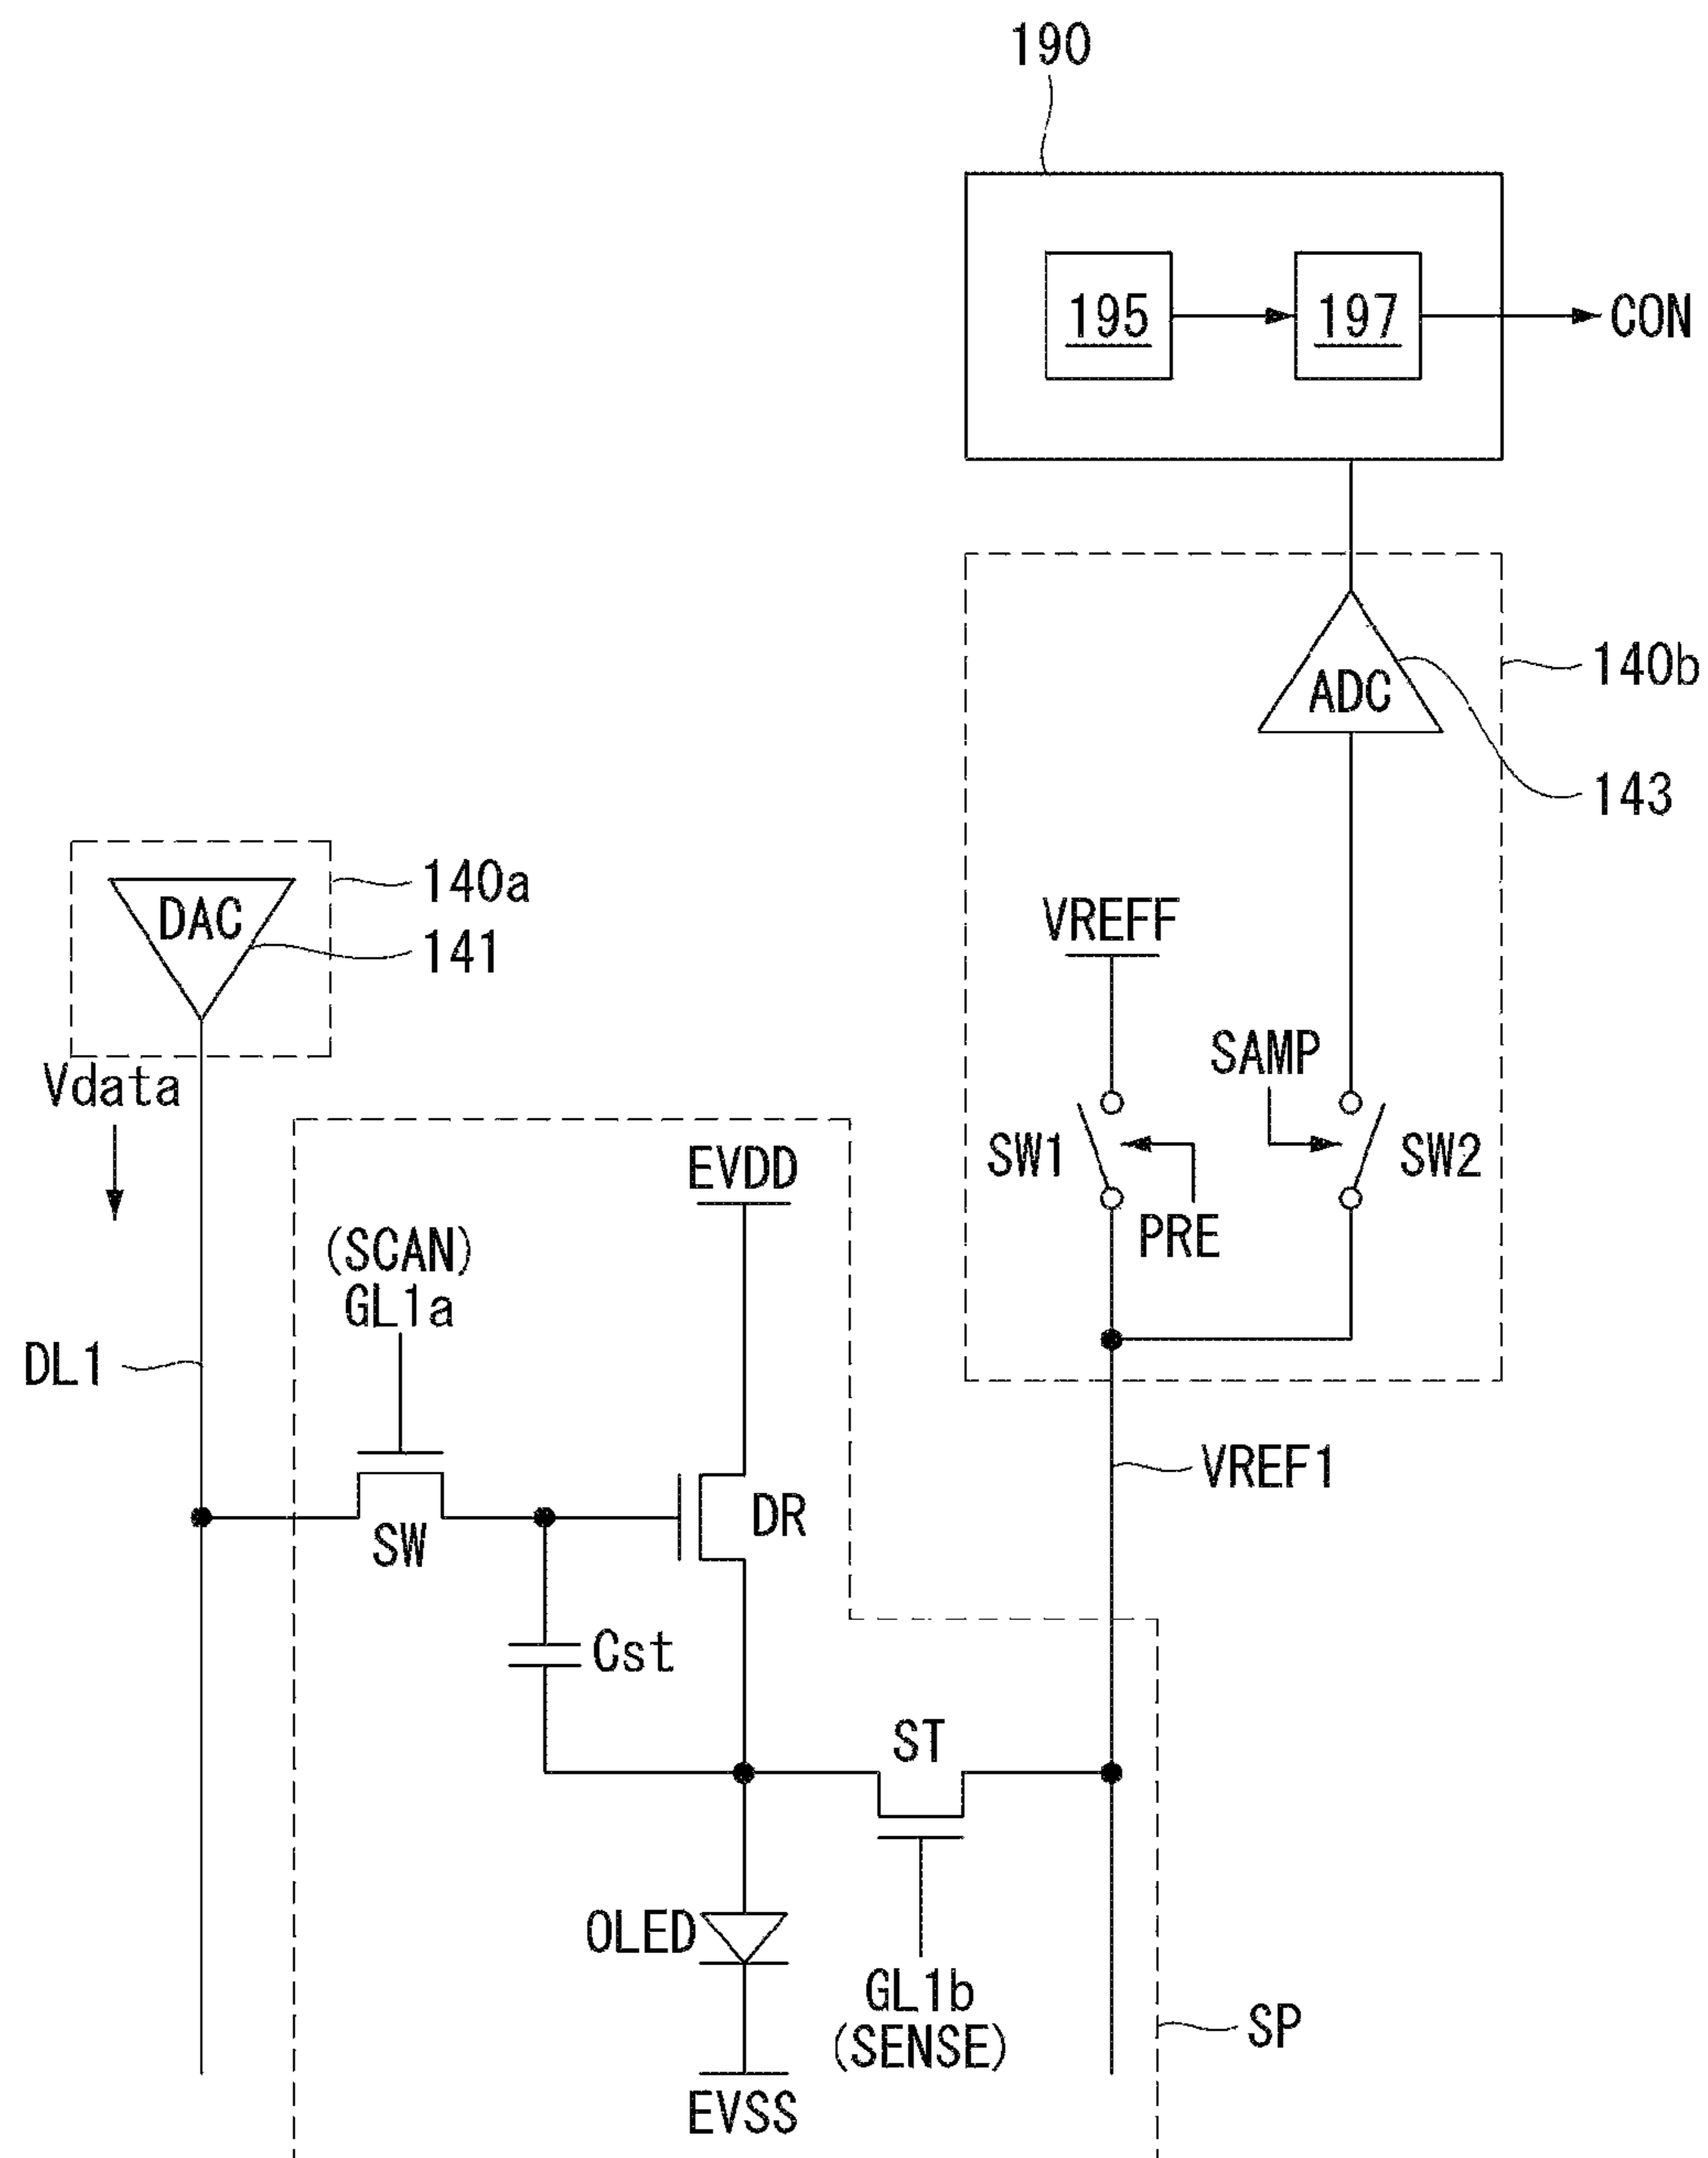 190
195
197
CON
140b
ADC
143
140a
DAC
141
VREFF
Vdata
SAMP
SW1
SW2
PRE
EVDD
(SCAN)
GL1a
DL1
VREF1
DR
SW
Cst
ST
OLED
GL1b
(SENSE)
SP
EVSS